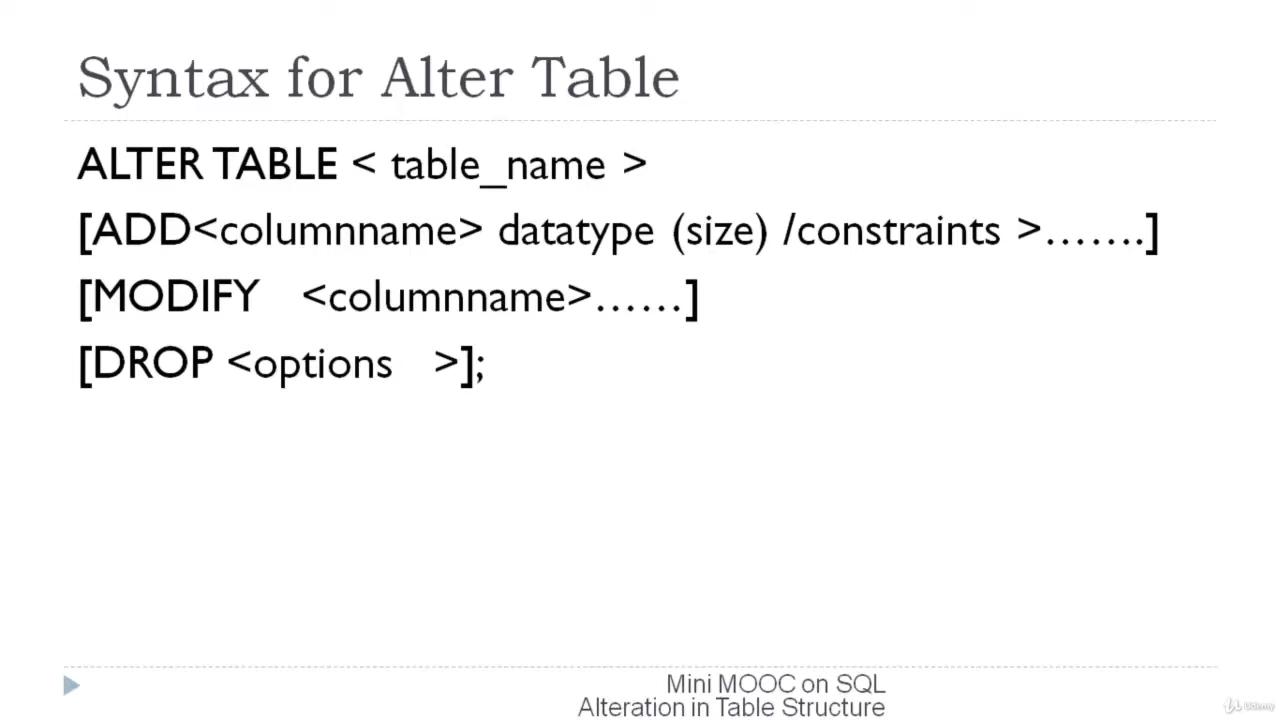 Syntax for Alter Table
ALTER TABLE < table_name >
[ADD<columnname> datatype (size) /constraints >…….]
[MODIFY <columnname>……]
[DROP <options >];
Mini MOOC on SQL
Alteration in Table Structure
Udemy